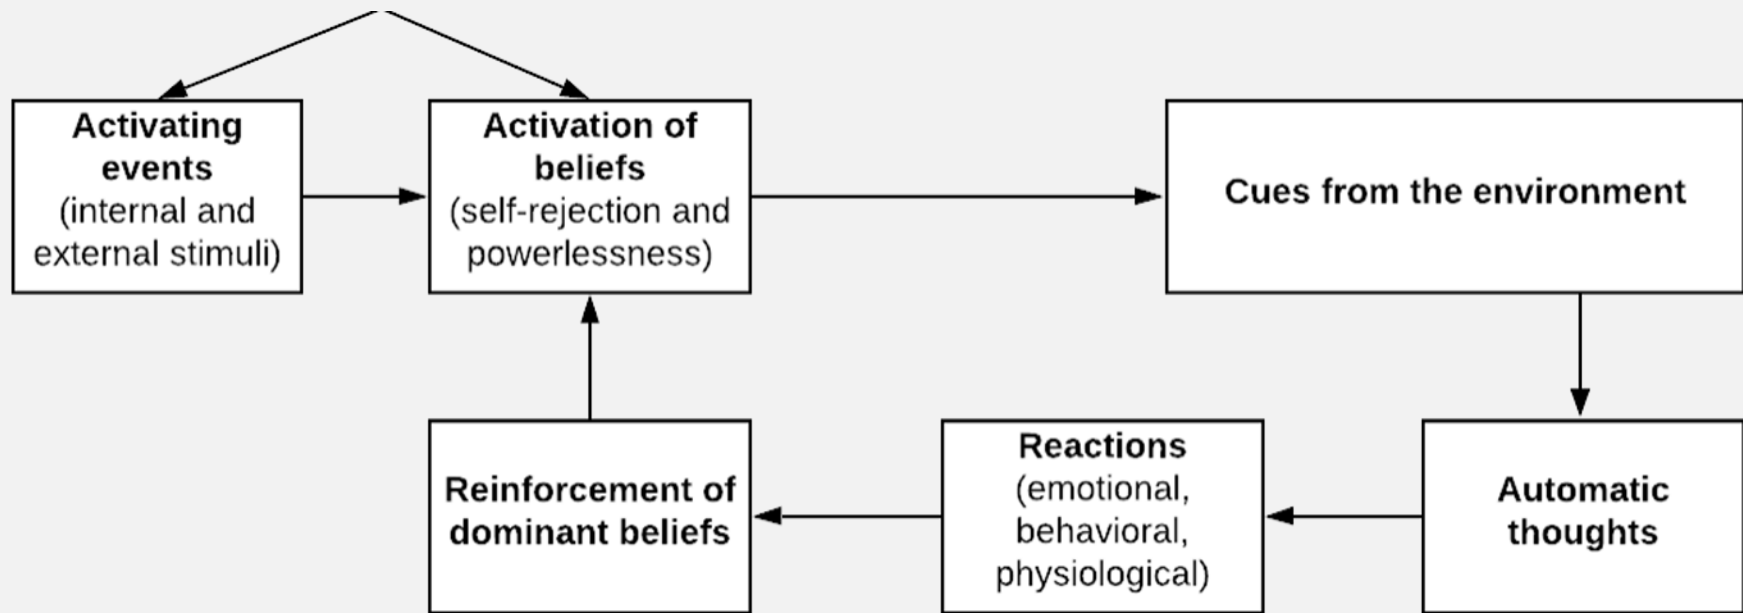 Activating
events
(internal and
external stimuli)
Activation of
beliefs
(self-rejection and
powerlessness)
Cues from the environment
Reinforcement of
dominant beliefs
Reactions
(emotional,
behavioral,
physiological)
Automatic
thoughts